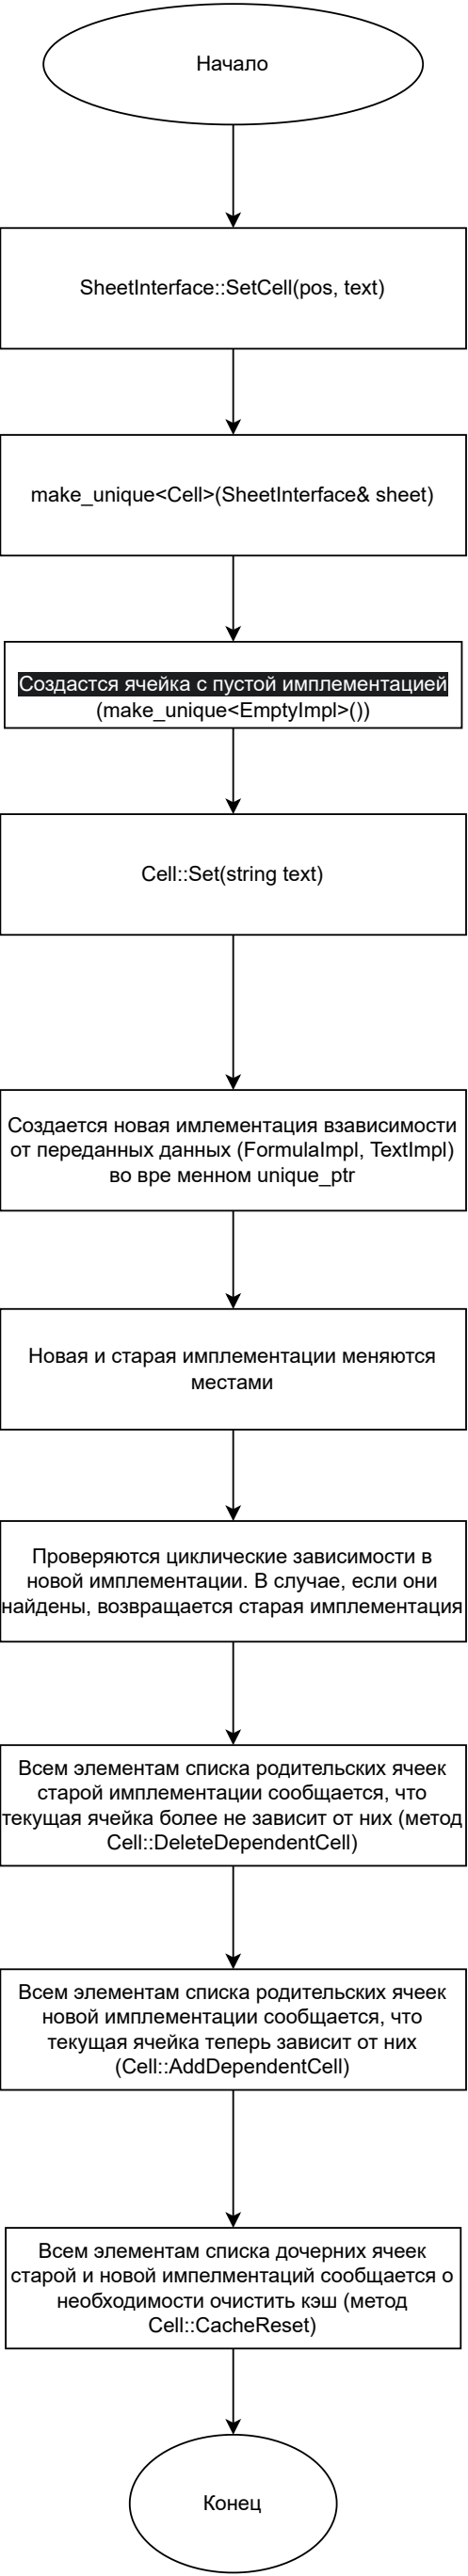 Начало
SheetInterface::SetCell(pos, text)
make_unique<Cell>(SheetInterface& sheet)
Создастся ячейка с пустой имплементацией
(make_unique<EmptyImpl>())
Cell::Set(string text)
Создается новая имлементация взависимости
от переданных данных (FormulaImpl, TextImpl)
во вре менном unique_ptr
Новая и старая имплементации меняются
местами
Проверяются циклические зависимости в
новой имплементации. В случае, если они
найдены, возвращается старая имплементация
Всем элементам списка родительских ячеек
старой имплементации сообщается, что
текущая ячейка более не зависит от них (метод
Cell::DeleteDependentCell)
Всем элементам списка родительских ячеек
новой имплементации сообщается, что
текущая ячейка теперь зависит от них
(Cell::AddDependentCell)
Всем элементам списка дочерних ячеек
старой и новой импелментаций сообщается о
необходимости очистить кэш (метод
Cell::CacheReset)
Конец